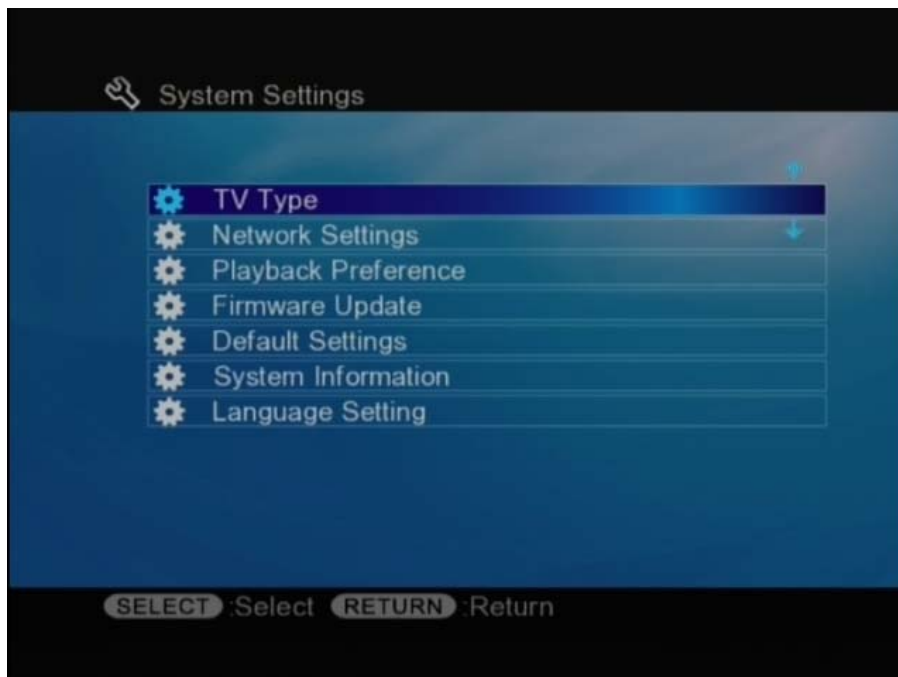 System Settings
TV Type
Network Settings
Playback Preference
Firmware Update
Default Settings
System Information
Language Setting
SELECT :Select RETURN :Return